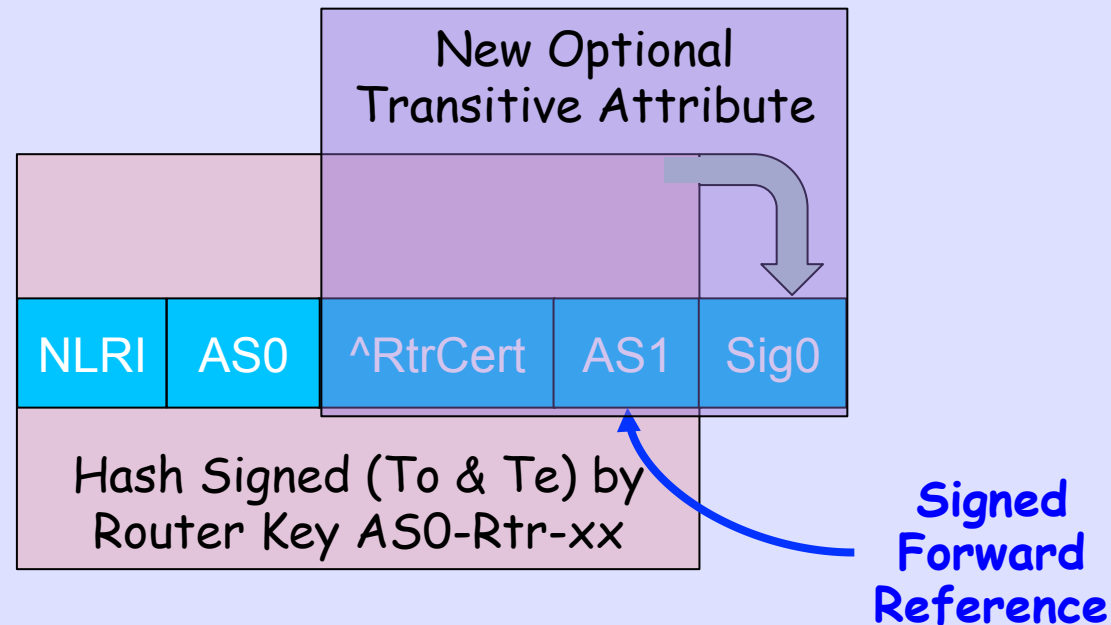 New Optional
Transitive Attribute
NLRI AS0 ^RtrCert AS1 Sig0
Hash Signed (To & Te) by
Router Key AS0-Rtr-xx
Signed
Forward
Reference